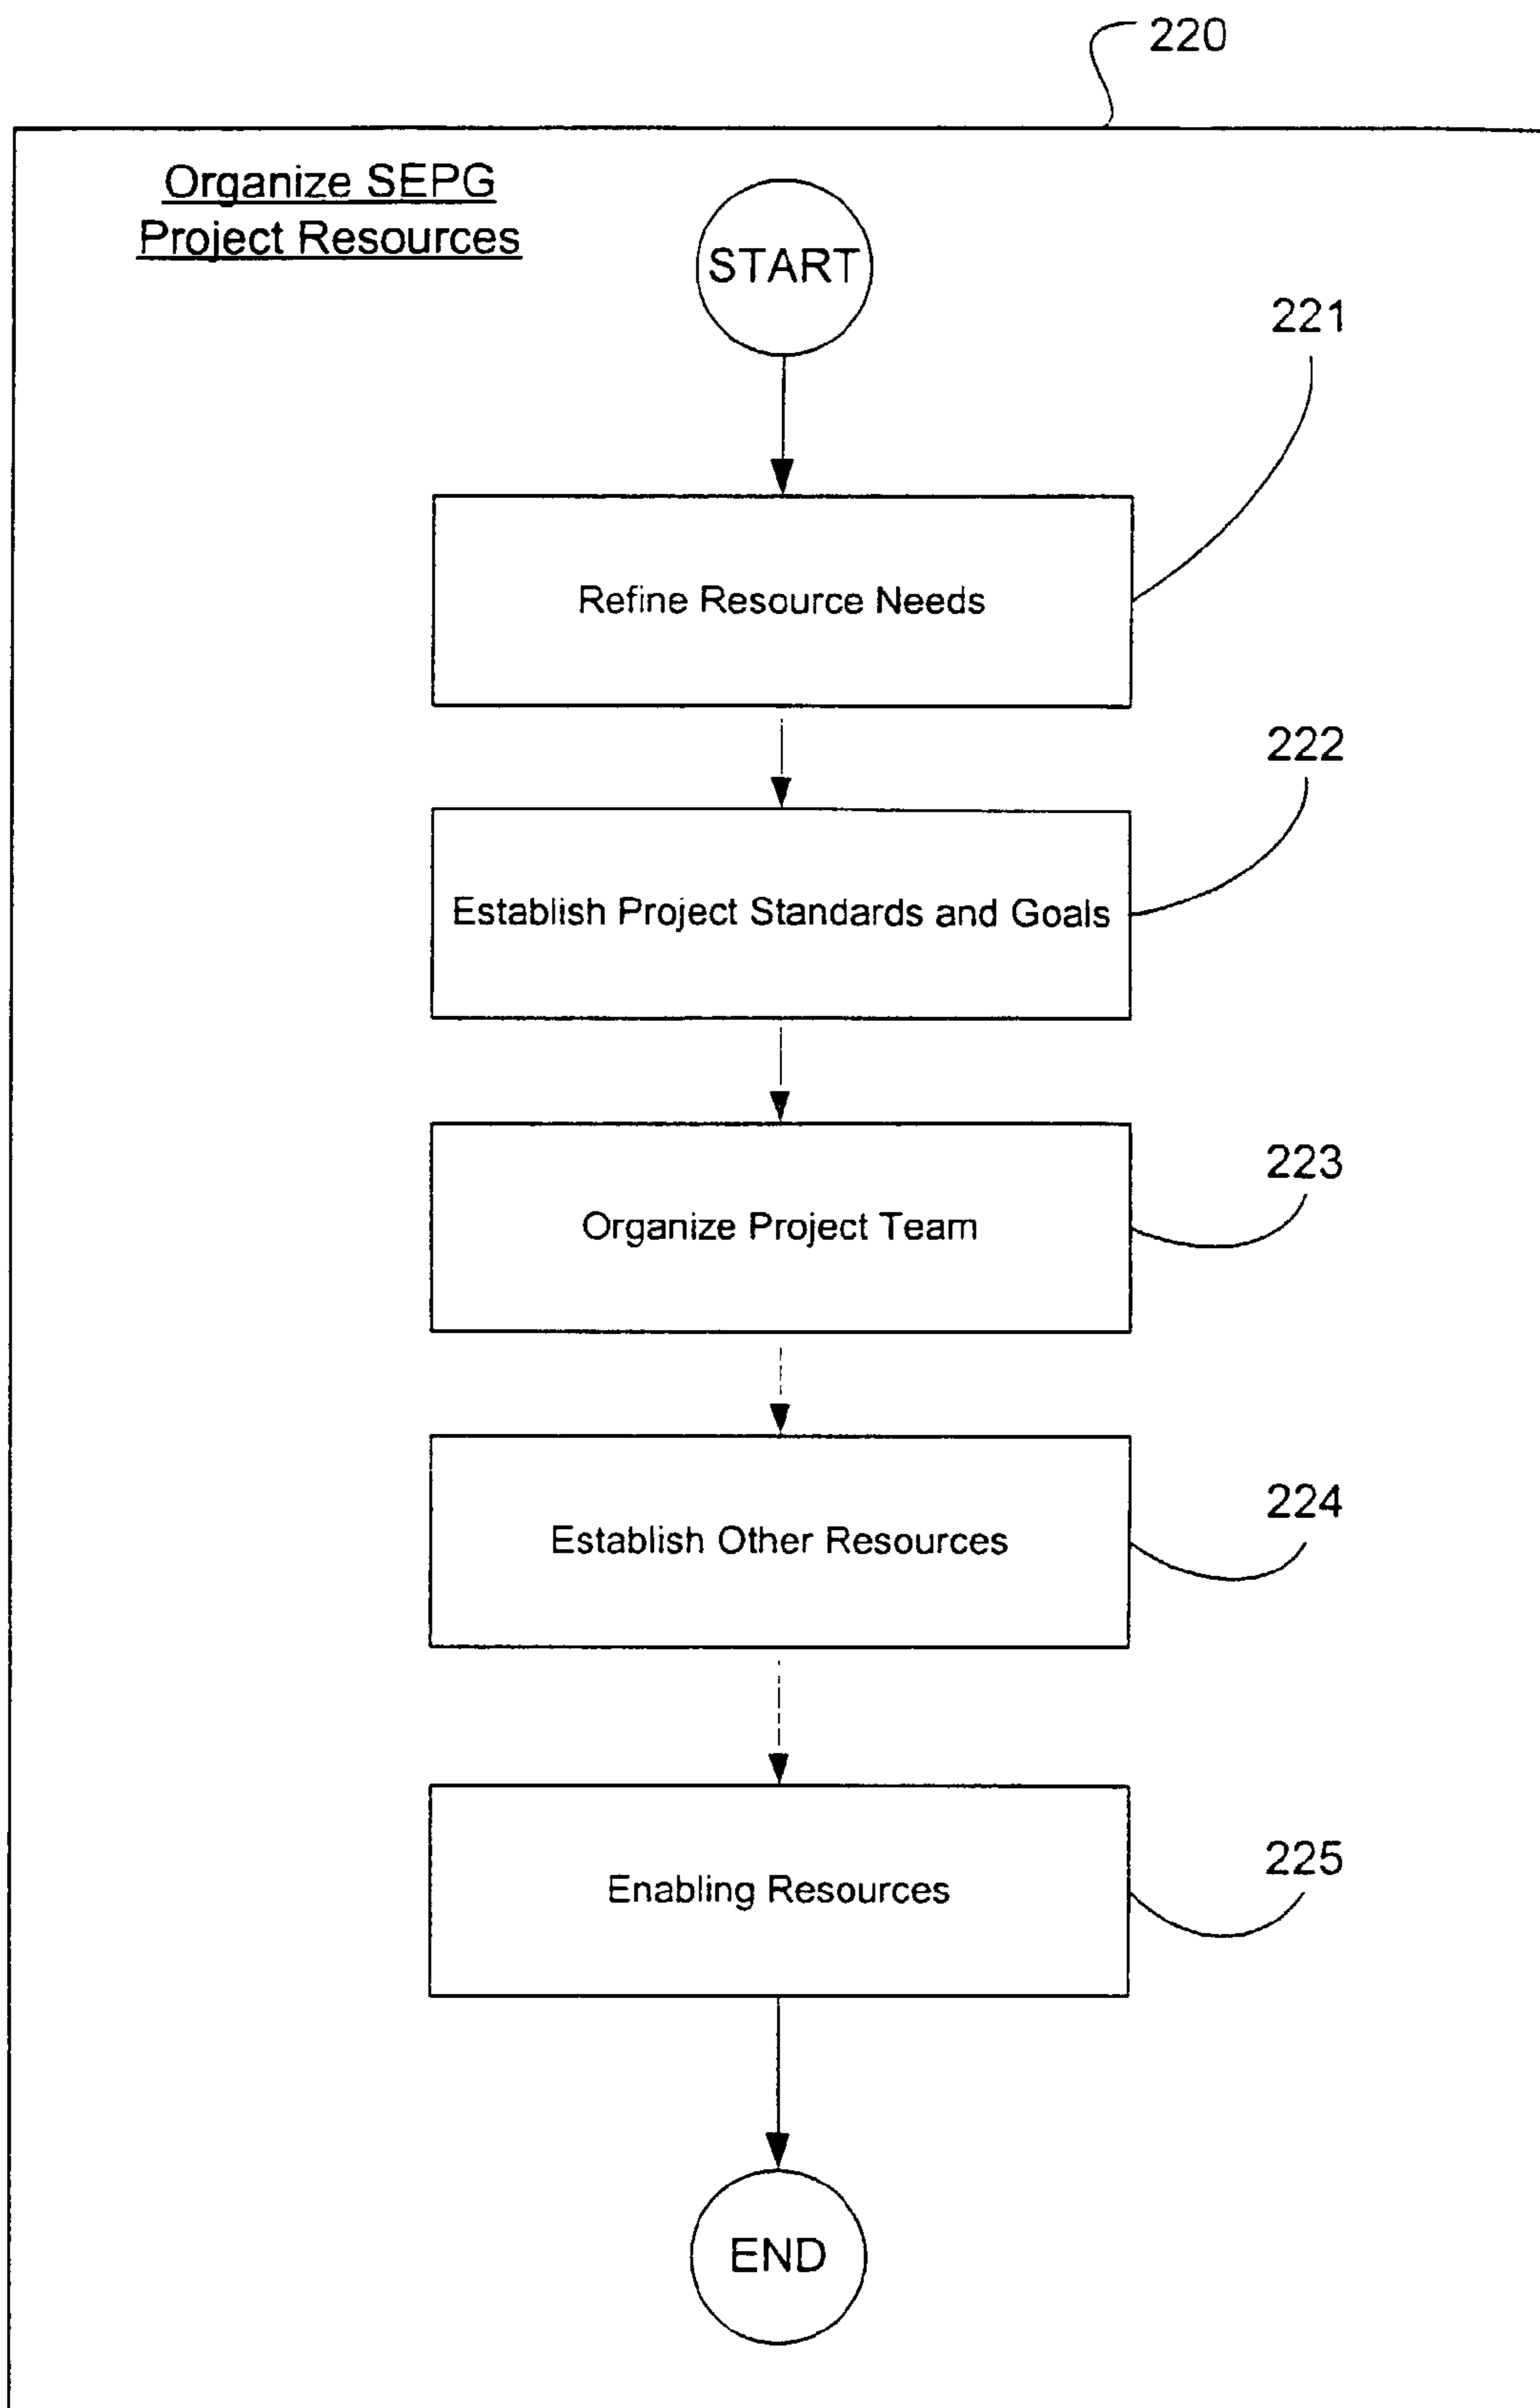 220
Organize SEPG
Project Resources
START
221
Refine Resource Needs
222
Establish Project Standards and Goals
223
Organize Project Team
224
Establish Other Resources
225
Enabling Resources
END